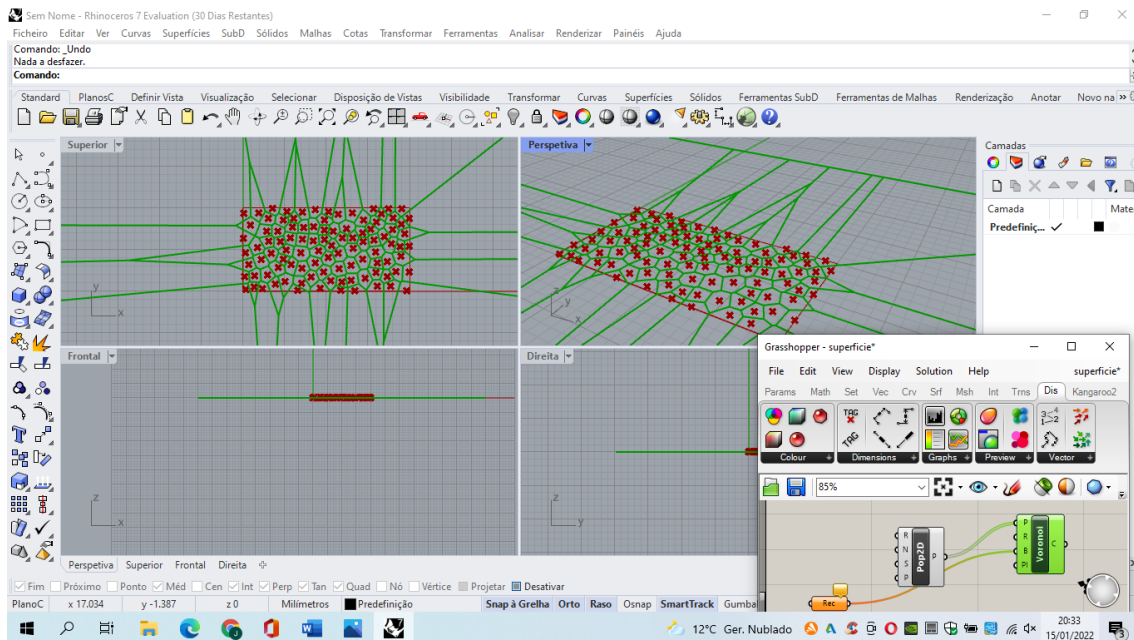 Sem Nome - Rhinoceros 7 Evaluation (30 Dias Restantes)
Ficheiro Editar Ver Curvas Superfícies SubD Sólidos Malhas Cotas Transformar Ferramentas Analisar Renderizar Painéis Ajuda
Comando: _Undo
Nada a desfazer.
Comando:
Standard PlanosC Definir Vista Visualização Selecionar Disposição de Vistas Visibilidade Transformar Curvas Superfícies Sólidos Ferramentas SubD Ferramentas de Malhas Renderização Anotar Novo na »
Superior
Perspetiva
Camadas
Camada Mate
Predefiniç...
y
x
z
y
x
Frontal
Direita
z
x
z
y
Grasshopper - superficie*
File Edit View Display Solution Help superficie*
Params Math Set Vec Crv Srf Msh Int Trns Dis Kangaroo2
TAG
TAG
Colour + Dimensions + Graphs + Preview + Vector +
85%
R
N
S
P
Pop2D
P
P
R
B
Pl
Voronoi
C
Rec
Perspetiva Superior Frontal Direita
Fim Próximo Ponto Méd Cen Int Perp Tan Quad Nó Vértice Projetar Desativar
PlanoC x 17.034 y -1.387 z 0 Milímetros Predefinição Snap à Grelha Orto Raso Osnap SmartTrack Gumba
12°C Ger. Nublado
20:33
15/01/2022
3